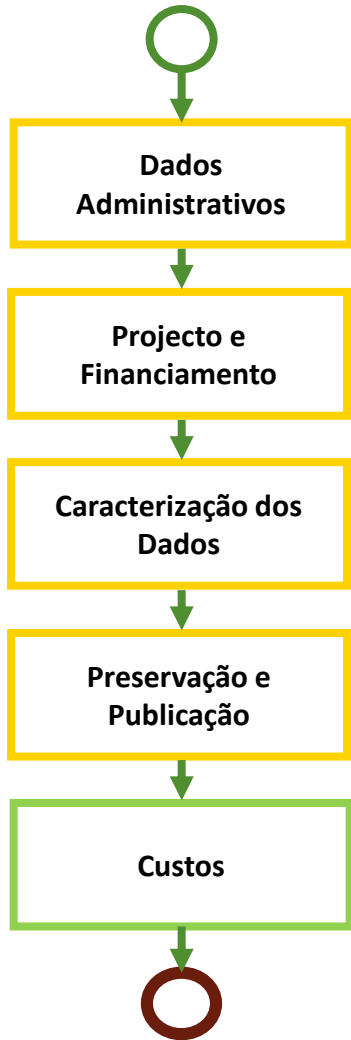 Dados
Administrativos
Projecto e
Financiamento
Caracterização dos
Dados
Preservação e
Publicação
Custos